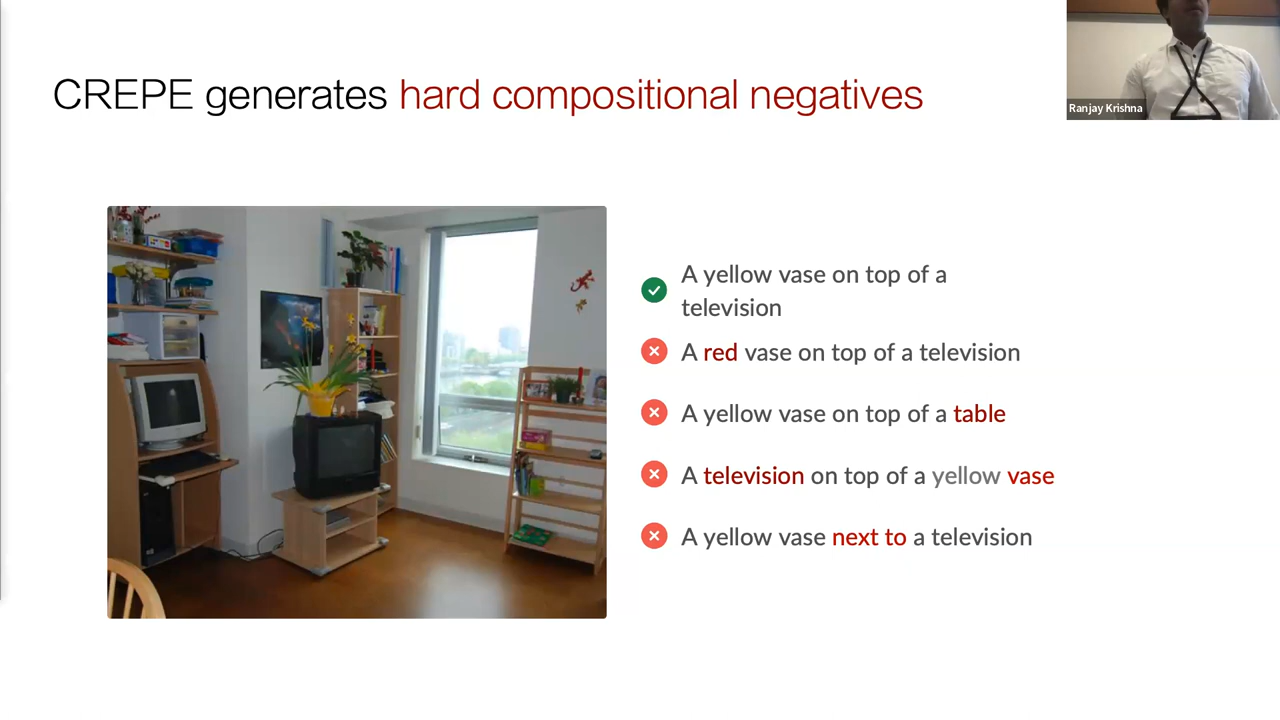 CREPE generates hard compositional negatives
Ranjay Krishna
A yellow vase on top of a
television
A red vase on top of a television
A yellow vase on top of a table
A television on top of a yellow vase
A yellow vase next to a television